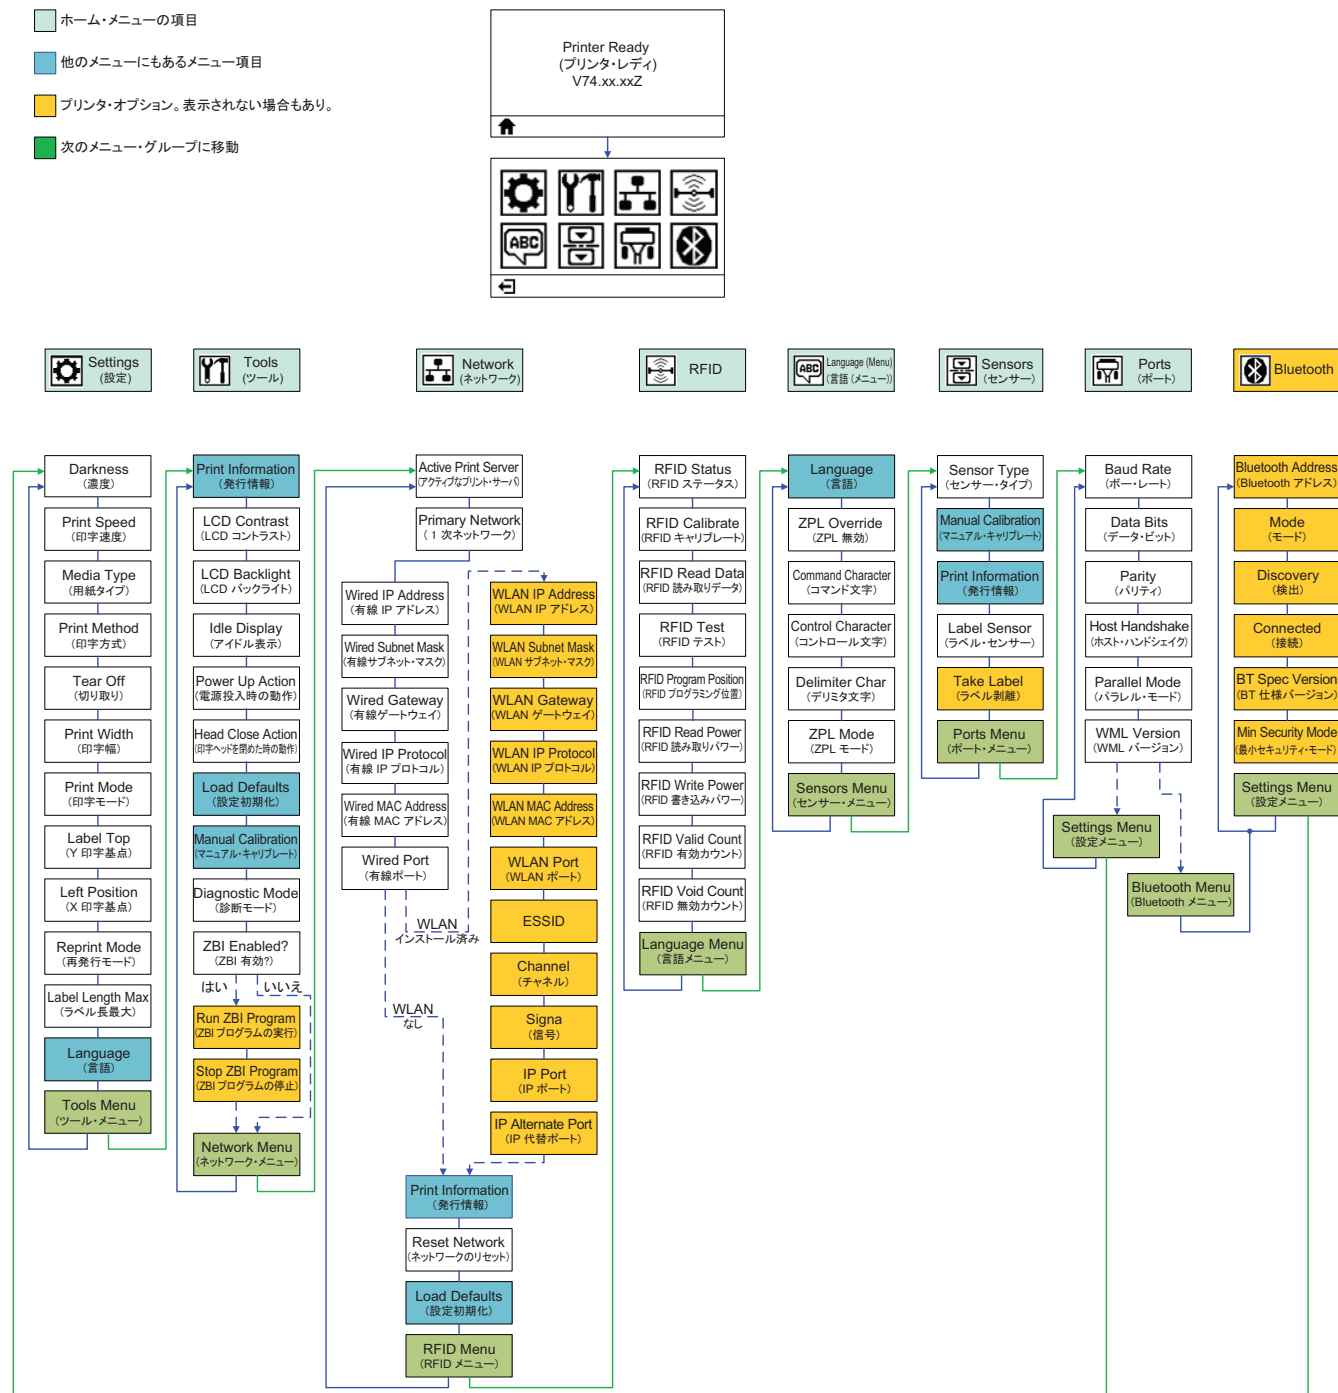 ホーム・メニューの項目
他のメニューにもあるメニュー項目
プリンタ・オプション。表示されない場合もあり。
次のメニュー・グループに移動
Printer Ready
(プリンタ・レディ)
V74.xx.xxZ
ABC
Settings
(設定)
Tools
(ツール)
Network
(ネットワーク)
RFID
ABC
Language (Menu)
(言語 (メニュー))
Sensors
(センサー)
Ports
(ポート)
Bluetooth
Darkness
(濃度)
Print Speed
(印字速度)
Media Type
(用紙タイプ)
Print Method
(印字方式)
Tear Off
(切り取り)
Print Width
(印字幅)
Print Mode
(印字モード)
Label Top
(Y 印字基点)
Left Position
(X 印字基点)
Reprint Mode
(再発行モード)
Label Length Max
(ラベル長最大)
Language
(言語)
Tools Menu
(ツール・メニュー)
Print Information
(発行情報)
LCD Contrast
(LCD コントラスト)
LCD Backlight
(LCD バックライト)
Idle Display
(アイドル表示)
Power Up Action
(電源投入時の動作)
Head Close Action
(印字ヘッドを閉めた時の動作)
Load Defaults
(設定初期化)
Manual Calibration
(マニュアル・キャリブレート)
Diagnostic Mode
(診断モード)
ZBI Enabled?
(ZBI 有効?)
はい
いいえ
Run ZBI Program
(ZBI プログラムの実行)
Stop ZBI Program
(ZBI プログラムの停止)
Network Menu
(ネットワーク・メニュー)
Active Print Server
(アクティブなプリント・サーバ)
Primary Network
(1 次ネットワーク)
Wired IP Address
(有線 IP アドレス)
Wired Subnet Mask
(有線サブネット・マスク)
Wired Gateway
(有線ゲートウェイ)
Wired IP Protocol
(有線 IP プロトコル)
Wired MAC Address
(有線 MAC アドレス)
Wired Port
(有線ポート)
WLAN
インストール済み
WLAN
なし
WLAN IP Address
(WLAN IP アドレス)
WLAN Subnet Mask
(WLAN サブネット・マスク)
WLAN Gateway
(WLAN ゲートウェイ)
WLAN IP Protocol
(WLAN IP プロトコル)
WLAN MAC Address
(WLAN MAC アドレス)
WLAN Port
(WLAN ポート)
ESSID
Channel
(チャネル)
Signa
(信号)
IP Port
(IP ポート)
IP Alternate Port
(IP 代替ポート)
Print Information
(発行情報)
Reset Network
(ネットワークのリセット)
Load Defaults
(設定初期化)
RFID Menu
(RFID メニュー)
RFID Status
(RFID ステータス)
RFID Calibrate
(RFID キャリブレート)
RFID Read Data
(RFID 読み取りデータ)
RFID Test
(RFID テスト)
RFID Program Position
(RFID プログラミング位置)
RFID Read Power
(RFID 読み取りパワー)
RFID Write Power
(RFID 書き込みパワー)
RFID Valid Count
(RFID 有効カウント)
RFID Void Count
(RFID 無効カウント)
Language Menu
(言語メニュー)
Language
(言語)
ZPL Override
(ZPL 無効)
Command Character
(コマンド文字)
Control Character
(コントロール文字)
Delimiter Char
(デリミタ文字)
ZPL Mode
(ZPL モード)
Sensors Menu
(センサー・メニュー)
Sensor Type
(センサー・タイプ)
Manual Calibration
(マニュアル・キャリブレート)
Print Information
(発行情報)
Label Sensor
(ラベル・センサー)
Take Label
(ラベル剥離)
Ports Menu
(ポート・メニュー)
Baud Rate
(ボー・レート)
Data Bits
(データ・ビット)
Parity
(パリティ)
Host Handshake
(ホスト・ハンドシェイク)
Parallel Mode
(パラレル・モード)
WML Version
(WML バージョン)
Settings Menu
(設定メニュー)
Bluetooth Menu
(Bluetooth メニュー)
Bluetooth Address
(Bluetooth アドレス)
Mode
(モード)
Discovery
(検出)
Connected
(接続)
BT Spec Version
(BT 仕様バージョン)
Min Security Mode
(最小セキュリティ・モード)
Settings Menu
(設定メニュー)